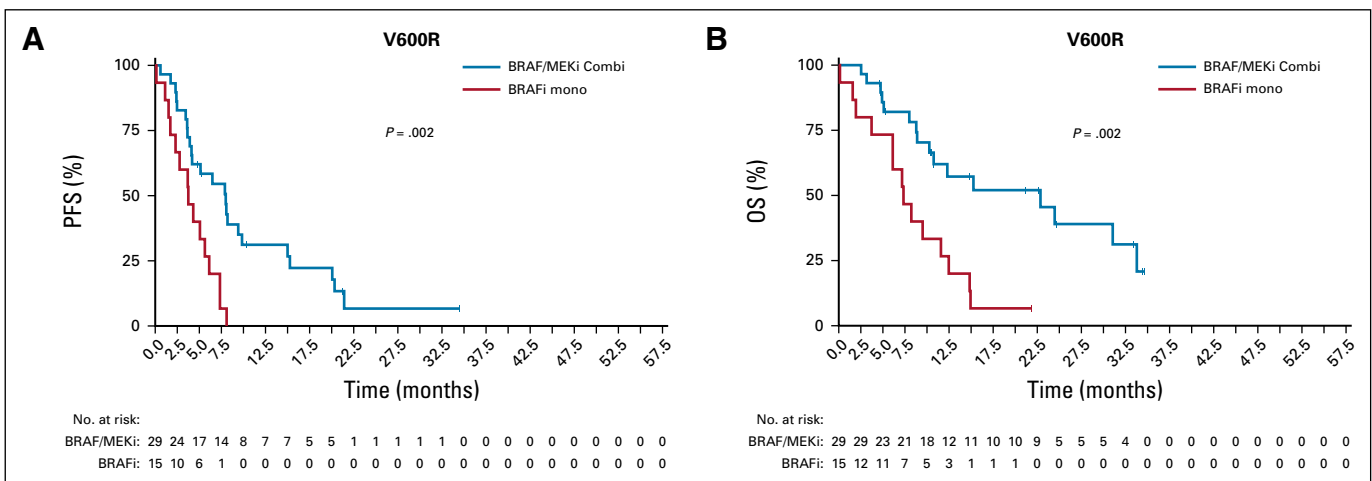 A
V600R
BRAF/MEKi Combi
BRAFi mono
P = .002
PFS (%)
100
75
50
25
0
0.0 2.5 5.0 7.5 12.5 17.5 22.5 27.5 32.5 37.5 42.5 47.5 52.5 57.5
Time (months)
No. at risk:
BRAF/MEKi: 29 24 17 14 8 7 7 5 5 1 1 1 1 1 0 0 0 0 0 0 0 0 0 0
BRAFi: 15 10 6 1 0 0 0 0 0 0 0 0 0 0 0 0 0 0 0 0 0 0 0 0
B
V600R
BRAF/MEKi Combi
BRAFi mono
P = .002
OS (%)
100
75
50
25
0
0.0 2.5 5.0 7.5 12.5 17.5 22.5 27.5 32.5 37.5 42.5 47.5 52.5 57.5
Time (months)
No. at risk:
BRAF/MEKi: 29 29 23 21 18 12 11 10 10 9 5 5 5 4 0 0 0 0 0 0 0 0 0 0
BRAFi: 15 12 11 7 5 3 1 1 1 0 0 0 0 0 0 0 0 0 0 0 0 0 0 0